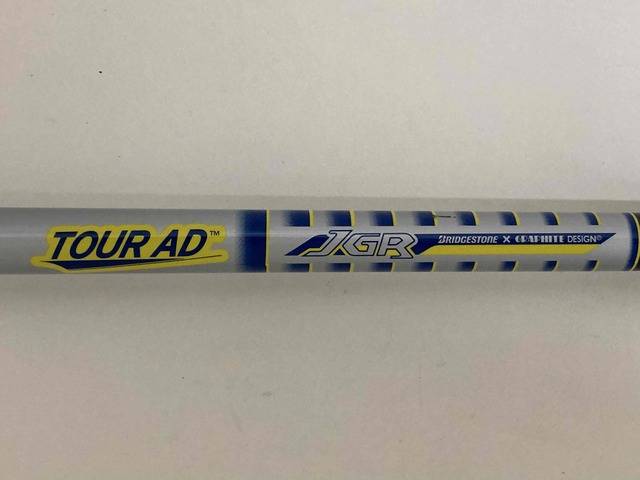 TOUR AD™
JGR BRIDGESTONE X GRAPHITE DESIGN®